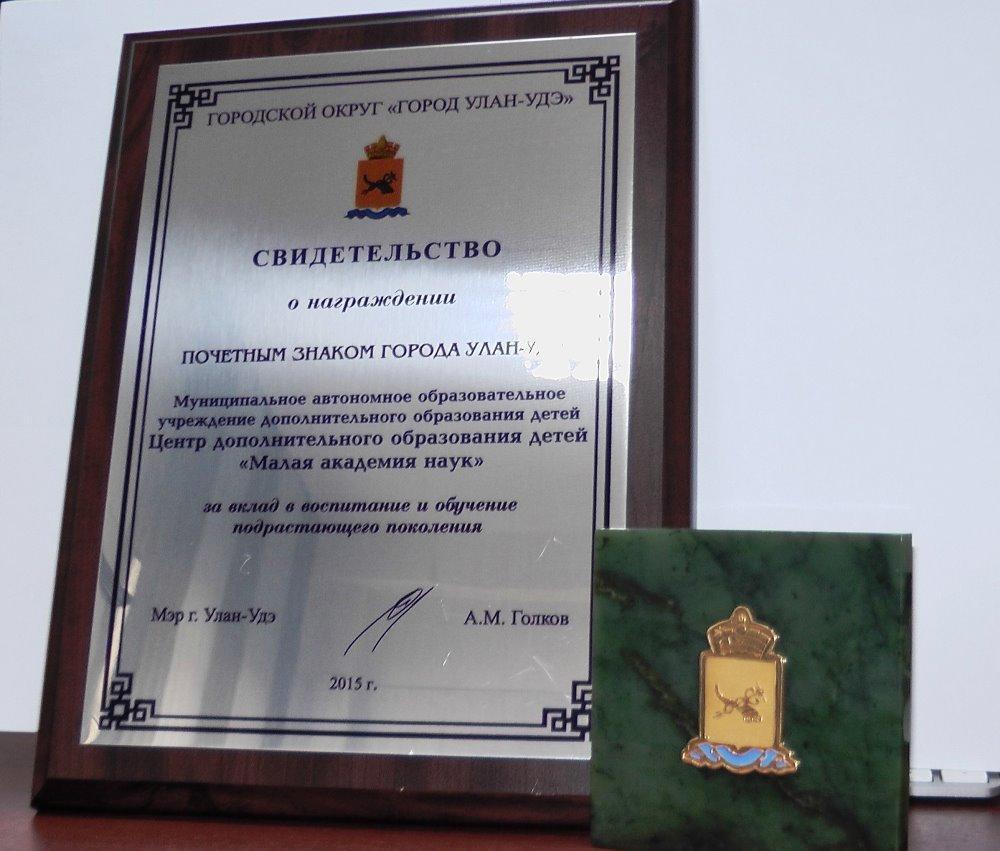 ГОРОДСКОЙ ОКРУГ «ГОРОД УЛАН-УДЭ»
СВИДЕТЕЛЬСТВО
о награждении
ПОЧЕТНЫМ ЗНАКОМ ГОРОДА УЛАН-У
Муниципальное автономное образовательное
учреждение дополнительного образования детей
Центр дополнительного образования детей
«Малая академия наук»
за вклад в воспитание и обучение
подрастающего поколения
Мэр г. Улан-Удэ
А.М. Голков
2015 г.